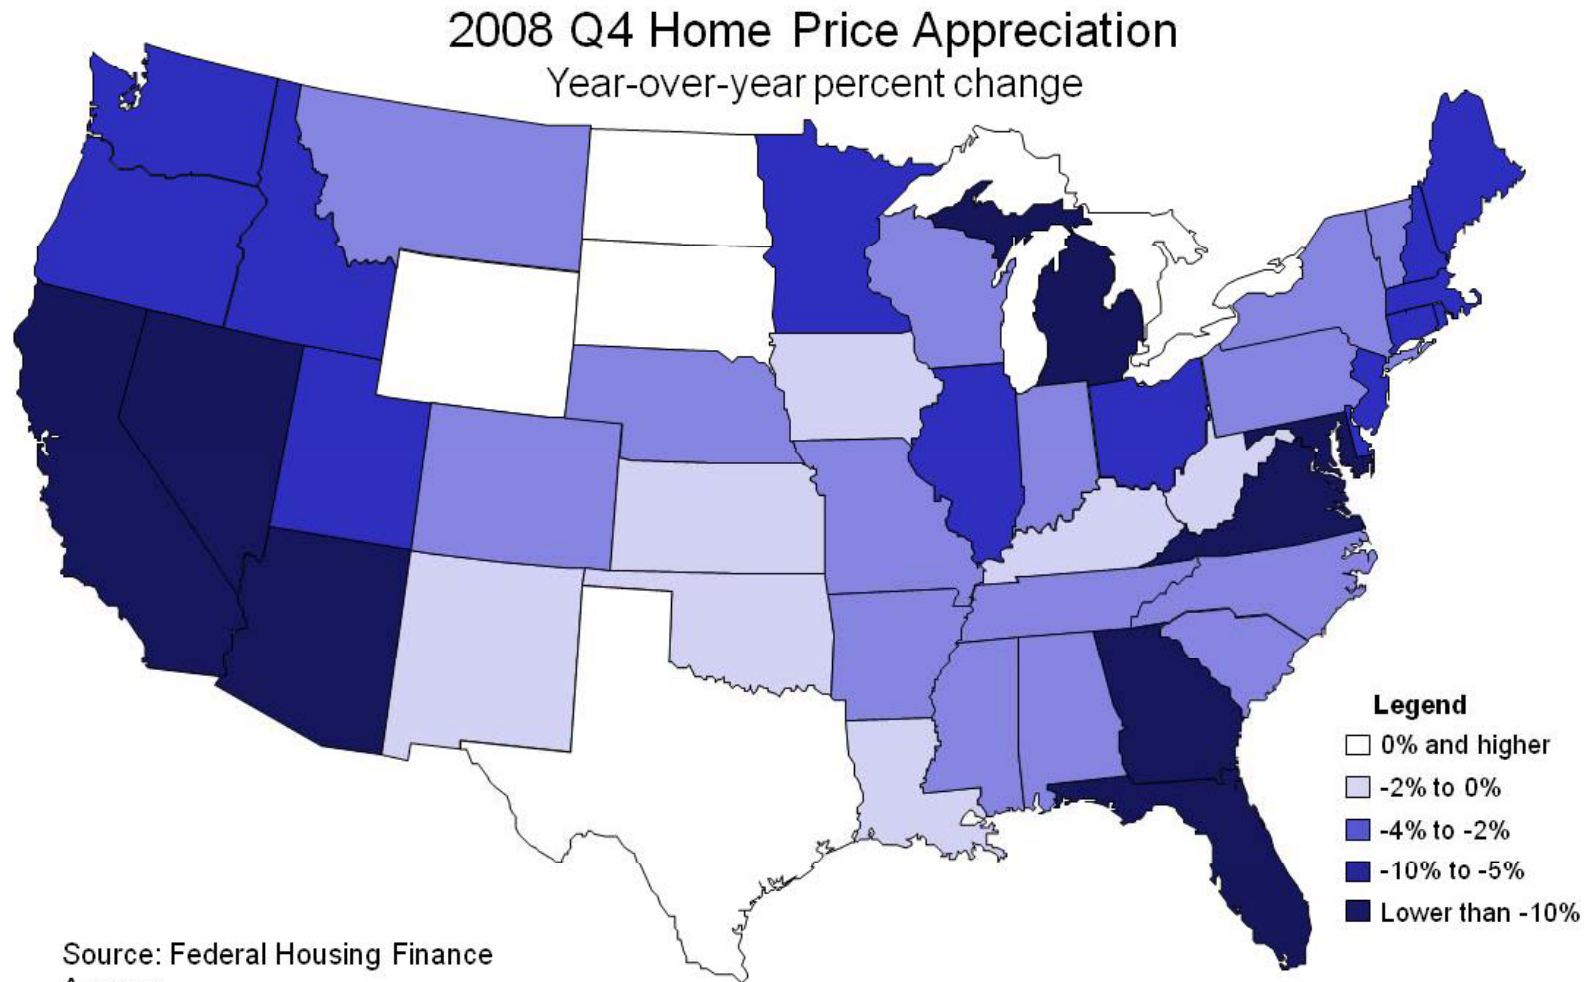 2008 Q4 Home Price Appreciation
Year-over-year percent change
Legend
0% and higher
-2% to 0%
-4% to -2%
-10% to -5%
Lower than -10%
Source: Federal Housing Finance